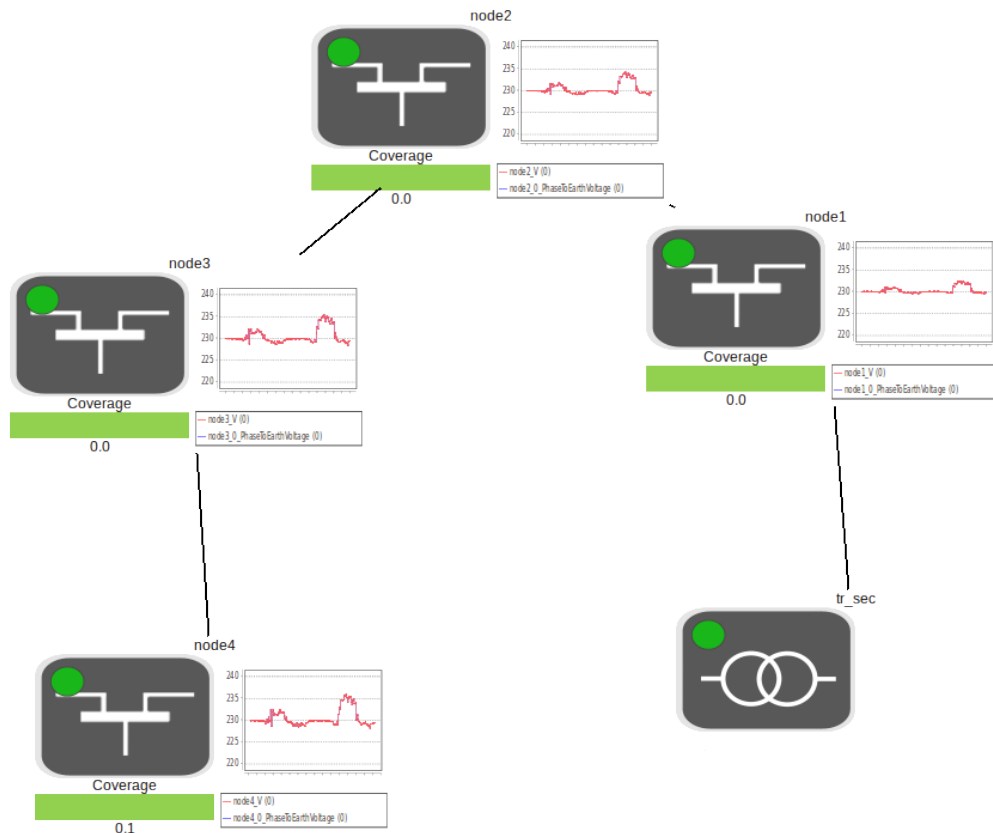 node2
240
235
230
225
220
Coverage
0.0
node2_V (0)
node2_0_PhaseToEarthVoltage (0)
node1
240
235
230
225
220
Coverage
0.0
node1_V (0)
node1_0_PhaseToEarthVoltage (0)
node3
240
235
230
225
220
Coverage
0.0
node3_V (0)
node3_0_PhaseToEarthVoltage (0)
tr_sec
node4
240
235
230
225
220
Coverage
0.1
node4_V (0)
node4_0_PhaseToEarthVoltage (0)